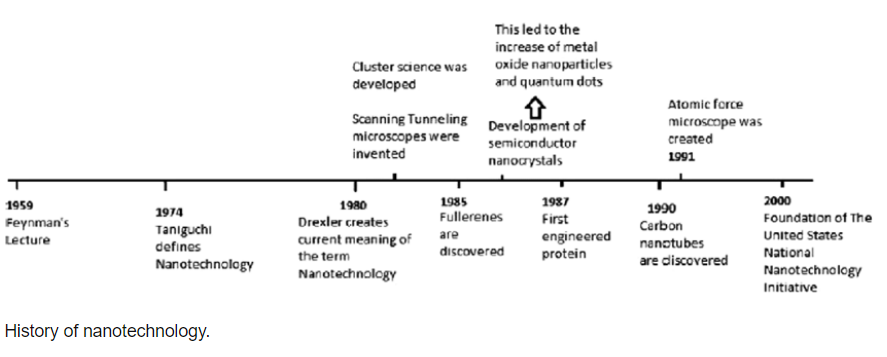 This led to the
increase of metal
oxide nanoparticles
and quantum dots
Cluster science was
developed
Scanning Tunneling
microscopes were
invented
Development of
semiconductor
nanocrystals
Atomic force
microscope was
created
1991
1959
Feynman's
Lecture
1974
Taniguchi
defines
Nanotechnology
1980
Drexler creates
current meaning of
the term
Nanotechnology
1985
Fullerenes
are
discovered
1987
First
engineered
protein
1990
Carbon
nanotubes
are discovered
2000
Foundation of The
United States
National
Nanotechnology
Initiative
History of nanotechnology.